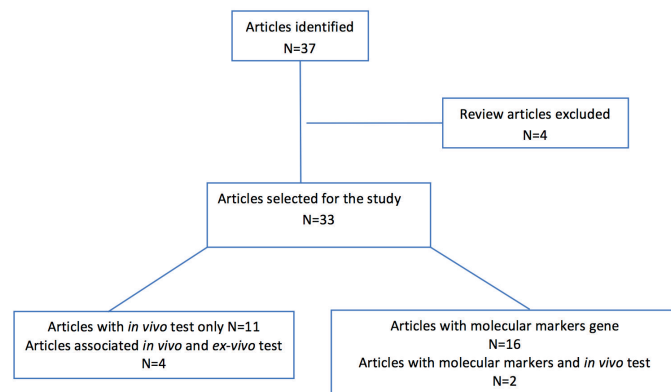 Articles identified
N=37
Review articles excluded
N=4
Articles selected for the study
N=33
Articles with in vivo test only N=11
Articles associated in vivo and ex-vivo test
N=4
Articles with molecular markers gene
N=16
Articles with molecular markers and in vivo test
N=2